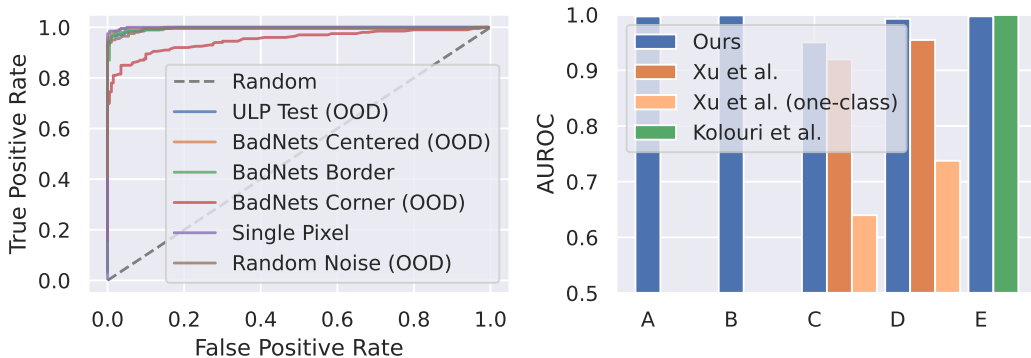 True Positive Rate
1.0
0.8
0.6
0.4
0.2
0.0
Random
ULP Test (OOD)
BadNets Centered (OOD)
BadNets Border
BadNets Corner (OOD)
Single Pixel
Random Noise (OOD)
0.0 0.2 0.4 0.6 0.8 1.0
False Positive Rate
AUROC
1.0
0.9
0.8
0.7
0.6
0.5
Ours
Xu et al.
Xu et al. (one-class)
Kolouri et al.
A B C D E